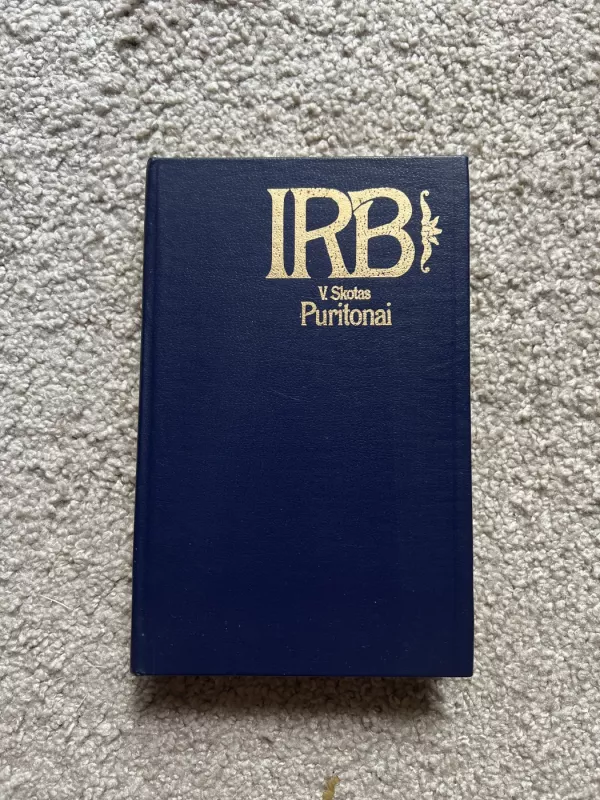 IRB
V. Skotas
Puritonai